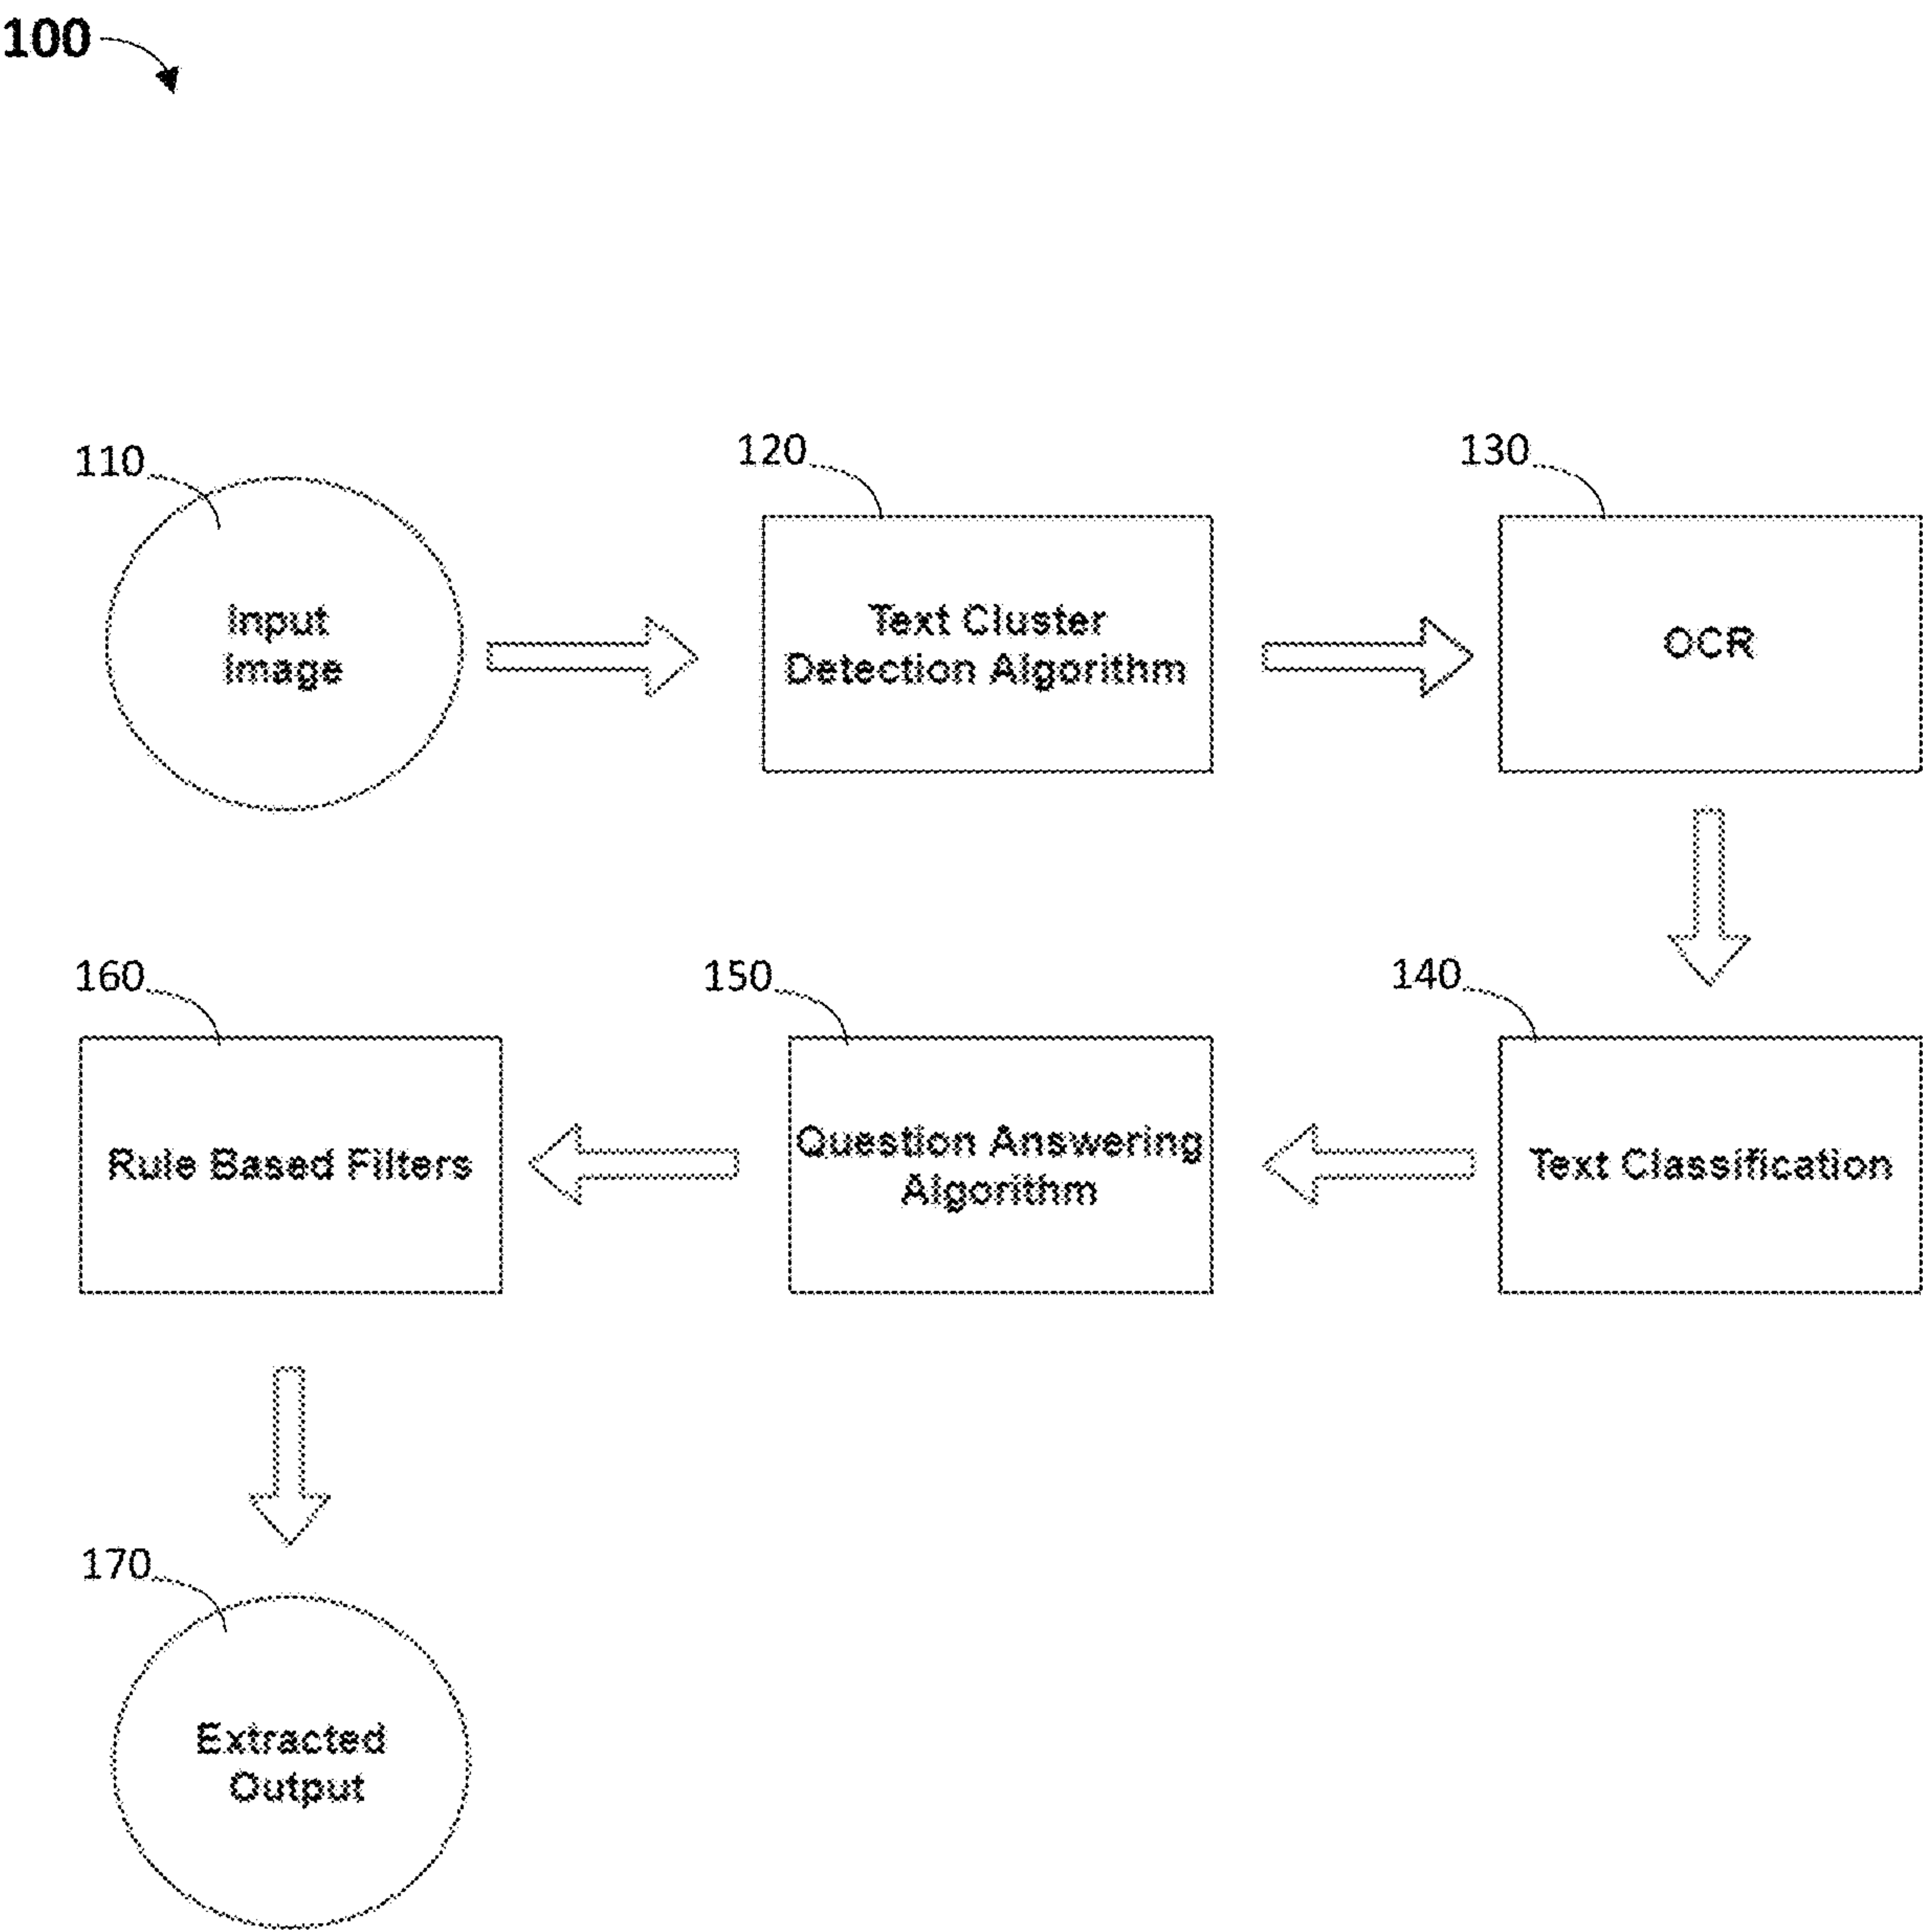 100
110
Input
Image
120
Text Cluster
Detection Algorithm
130
OCR
160
Rule Based Filters
150
Question Answering
Algorithm
140
Text Classification
170
Extracted
Output